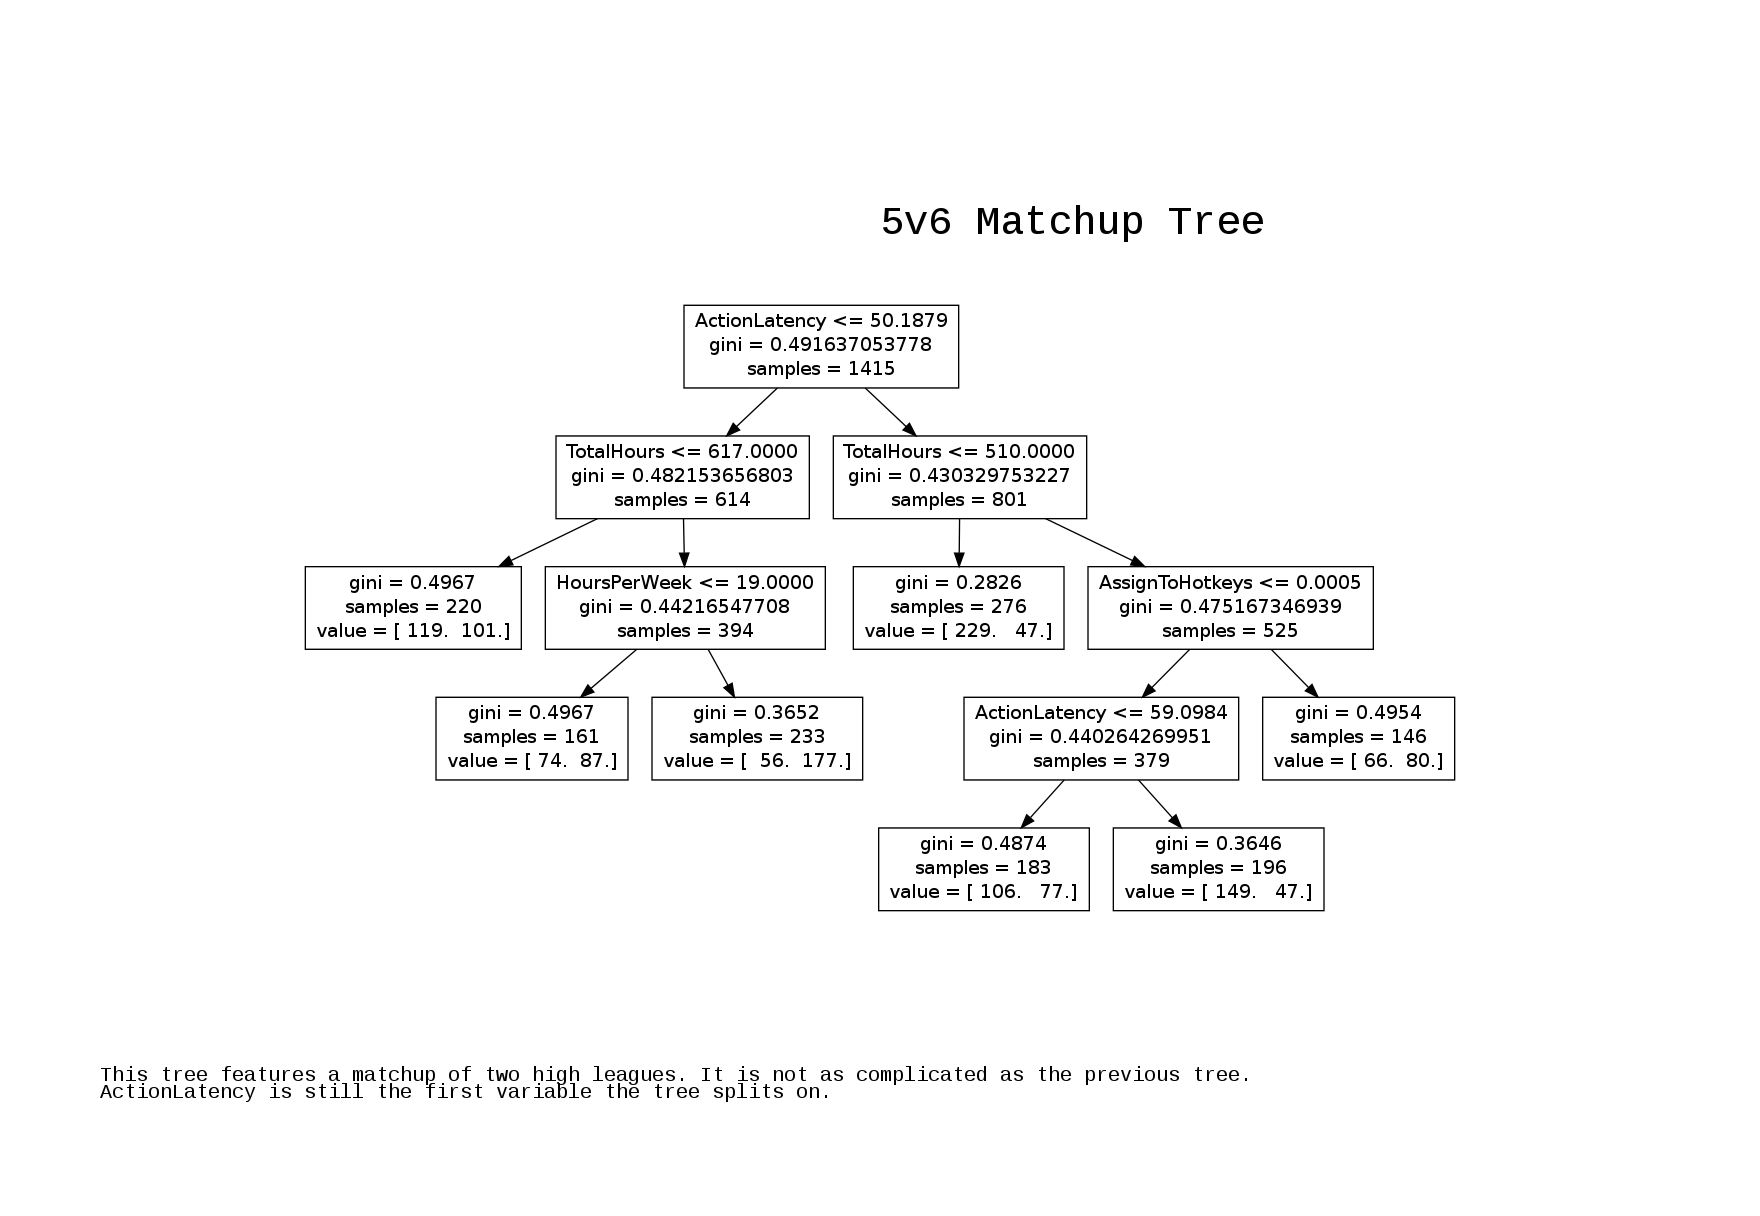 5v6 Matchup Tree
ActionLatency <= 50.1879
gini = 0.491637053778
samples = 1415
TotalHours <= 617.0000
gini = 0.482153656803
samples = 614
TotalHours <= 510.0000
gini = 0.430329753227
samples = 801
gini = 0.4967
samples = 220
value = [ 119.  101.]
HoursPerWeek <= 19.0000
gini = 0.44216547708
samples = 394
gini = 0.2826
samples = 276
value = [ 229.   47.]
AssignToHotkeys <= 0.0005
gini = 0.475167346939
samples = 525
gini = 0.4967
samples = 161
value = [ 74.  87.]
gini = 0.3652
samples = 233
value = [  56.  177.]
ActionLatency <= 59.0984
gini = 0.440264269951
samples = 379
gini = 0.4954
samples = 146
value = [ 66.  80.]
gini = 0.4874
samples = 183
value = [ 106.   77.]
gini = 0.3646
samples = 196
value = [ 149.   47.]
This tree features a matchup of two high leagues. It is not as complicated as the previous tree.
ActionLatency is still the first variable the tree splits on.